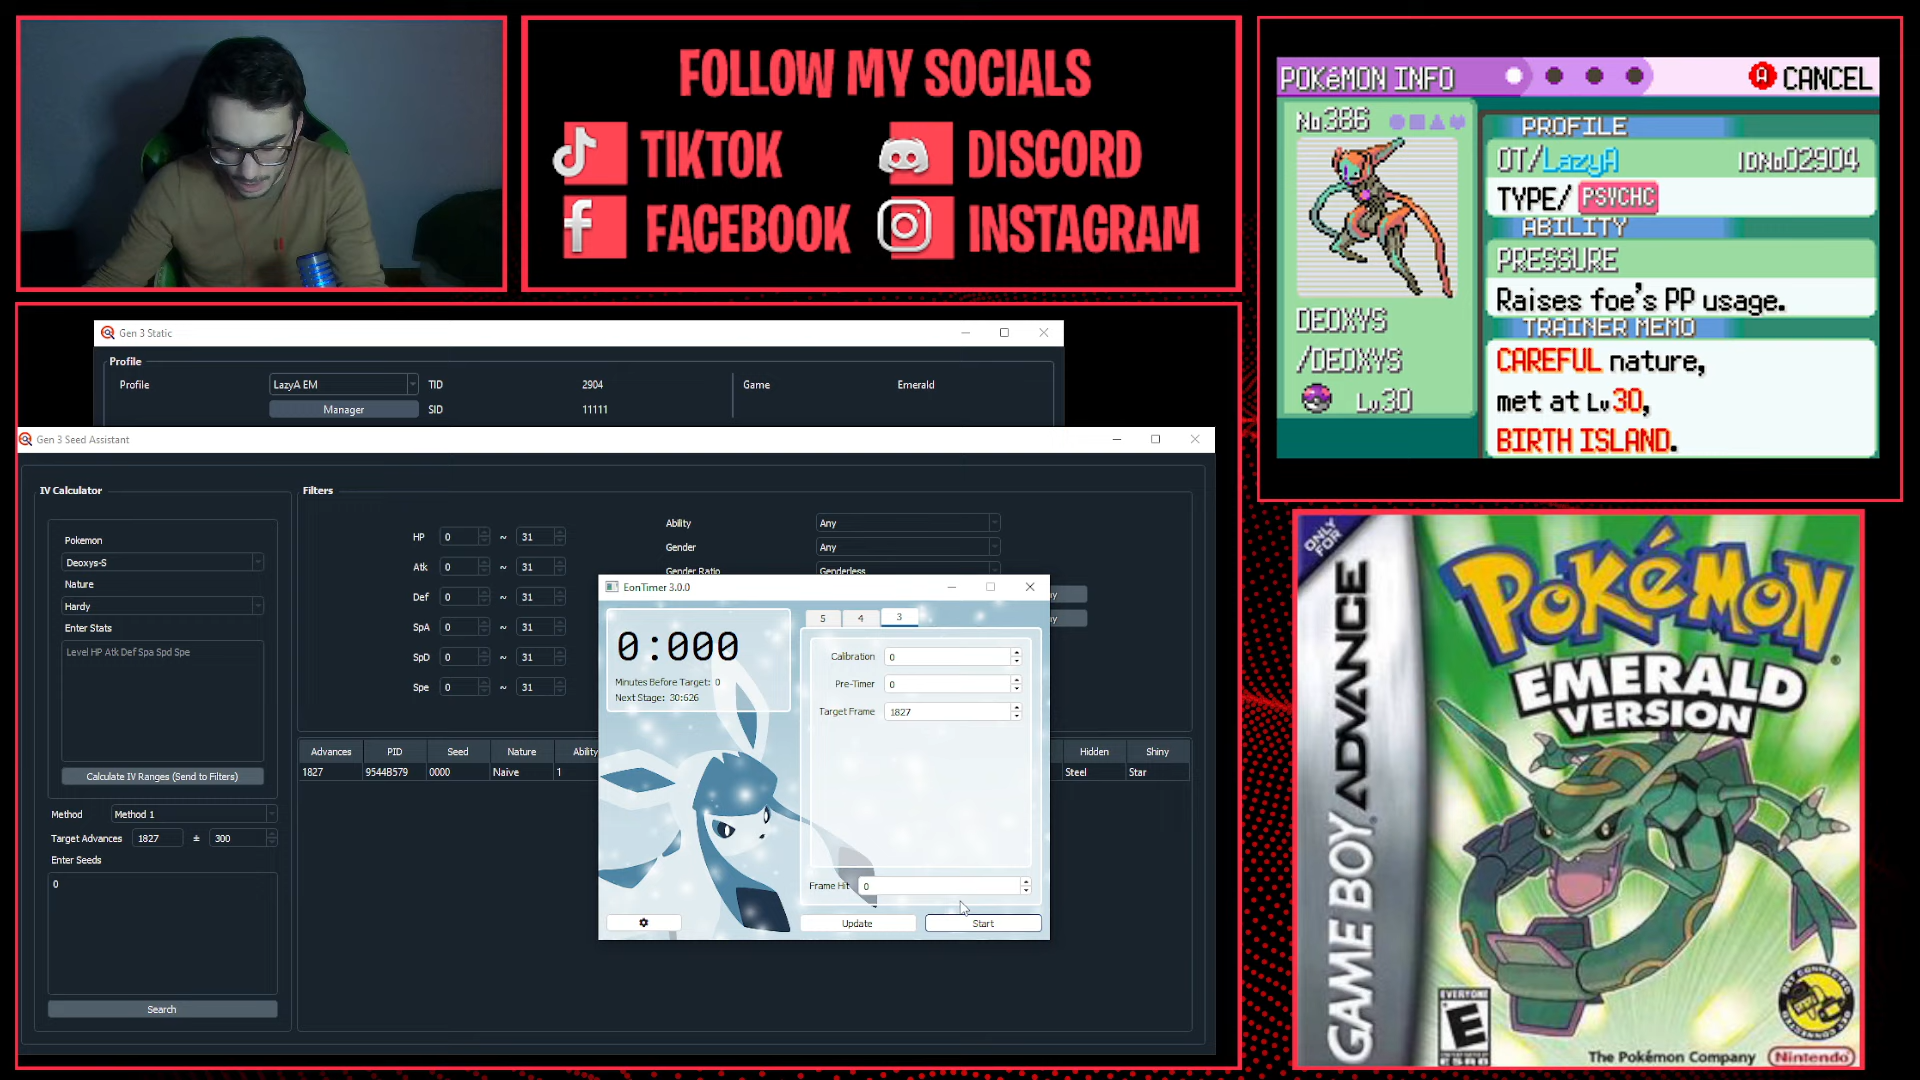 FOLLOW MY SOCIALS
TIKTOK
DISCORD
FACEBOOK
INSTAGRAM
POKéMON INFO
A CANCEL
No386
PROFILE
OT/LazyA IDNo02904
TYPE/ PSYCHC
ABILITY
PRESSURE
Raises foe's PP usage.
TRAINER MEMO
CAREFUL nature,
met at Lv30,
BIRTH ISLAND.
DEOXYS
/DEOXYS
Lv30
Gen 3 Static
Profile
Profile LazyA EM TID 2904 Game Emerald
Manager SID 11111
Gen 3 Seed Assistant
IV Calculator
Pokemon
Deoxys-S
Nature
Hardy
Enter Stats
Level HP Atk Def Spa Spd Spe
Calculate IV Ranges (Send to Filters)
Method Method 1
Target Advances 1827 ± 300
Enter Seeds
0
Search
Filters
HP 0 ~ 31
Atk 0 ~ 31
Def 0 ~ 31
SpA 0 ~ 31
SpD 0 ~ 31
Spe 0 ~ 31
Ability Any
Gender Any
Gender Ratio Genderless
Advances PID Seed Nature Ability Hidden Shiny
1827 9544B579 0000 Naive 1 Steel Star
EonTimer 3.0.0
0:000
Minutes Before Target: 0
Next Stage: 30:626
5 4 3
Calibration 0
Pre-Timer 0
Target Frame 1827
Frame Hit 0
Update Start
ONLY FOR
GAME BOY ADVANCE
POKéMON
EMERALD
VERSION
EVERYONE
E
ESRB
GET CONNECTED
The Pokémon Company
Nintendo